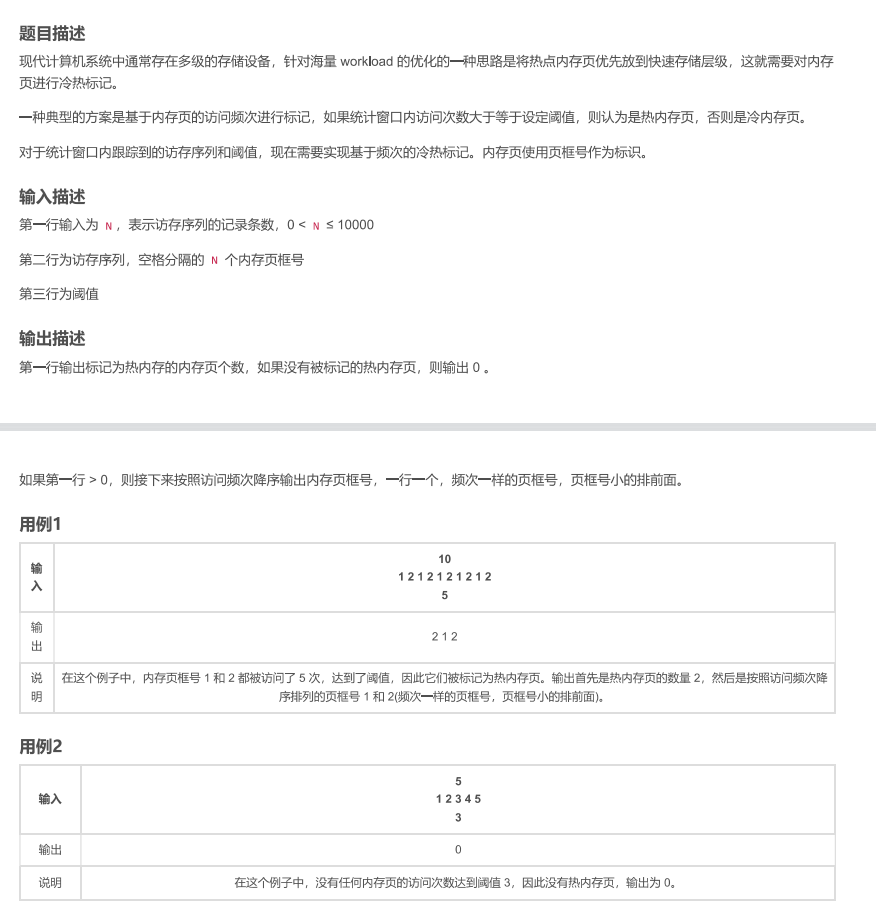 题目描述
现代计算机系统中通常存在多级的存储设备，针对海量 workload 的优化的一种思路是将热点内存页优先放到快速存储层级，这就需要对内存
页进行冷热标记。
一种典型的方案是基于内存页的访问频次进行标记，如果统计窗口内访问次数大于等于设定阈值，则认为是热内存页，否则是冷内存页。
对于统计窗口内跟踪到的访存序列和阈值，现在需要实现基于频次的冷热标记。内存页使用页框号作为标识。
输入描述
第一行输入为 N ，表示访存序列的记录条数，0 < N ≤ 10000
第二行为访存序列，空格分隔的 N 个内存页框号
第三行为阈值
输出描述
第一行输出标记为热内存的内存页个数，如果没有被标记的热内存页，则输出 0 。
如果第一行 > 0，则接下来按照访问频次降序输出内存页框号，一行一个，频次一样的页框号，页框号小的排前面。
用例1
输
入
10
1 2 1 2 1 2 1 2 1 2
5
输
出
2 1 2
说
明
在这个例子中，内存页框号 1 和 2 都被访问了 5 次，达到了阈值，因此它们被标记为热内存页。输出首先是热内存页的数量 2，然后是按照访问频次降
序排列的页框号 1 和 2(频次一样的页框号，页框号小的排前面)。
用例2
输入
5
1 2 3 4 5
3
输出
0
说明
在这个例子中，没有任何内存页的访问次数达到阈值 3，因此没有热内存页，输出为 0。